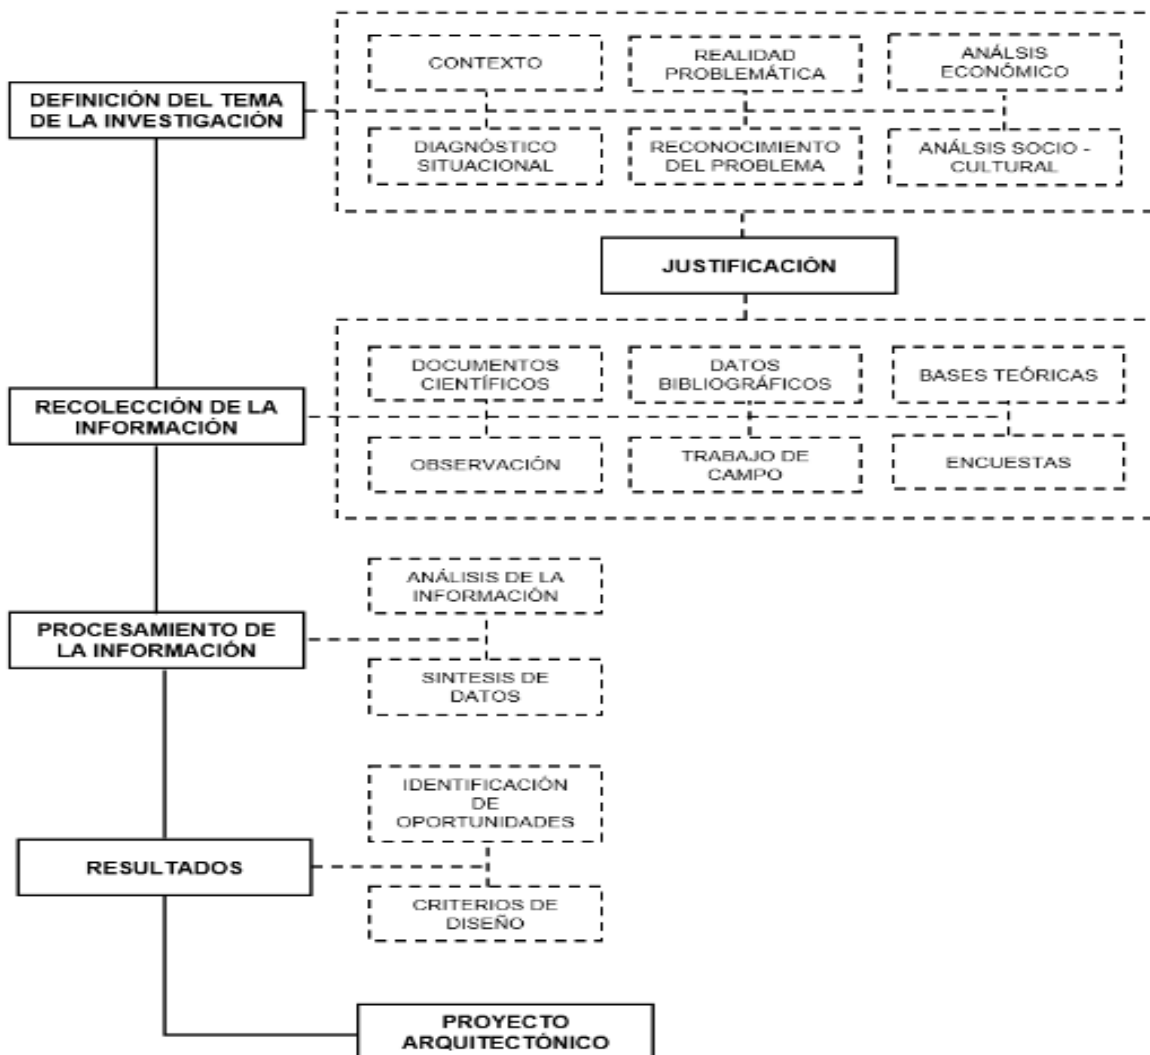 CONTEXTO
REALIDAD
PROBLEMÁTICA
ANÁLSIS
ECONÔMICO
DEFINICIÓN DEL TEMA
DE LA INVESTIGACIÓN
DIAGNÓSTICO
SITUACIONAL
RECONOCIMIENTO
DEL PROBLEMA
ANÁLSIS SOCIO -
CULTURAL
JUSTIFICACIÓN
DOCUMENTOS
CIENTÍFICOS
DATOS
BIBLIOGRÁFICOS
BASES TEÓRICAS
RECOLECCIÓN DE LA
INFORMACIÓN
OBSERVACIÓN
TRABAJO DE
CAMPO
ENCUESTAS
ANÁLISIS DE LA
INFORMACIÓN
PROCESAMIENTO DE
LA INFORMACIÓN
SINTESIS DE
DATOS
IDENTIFICACIÓN
DE
OPORTUNIDADES
RESULTADOS
CRITERIOS DE
DISEÑO
PROYECTO
ARQUITECTÓNICO